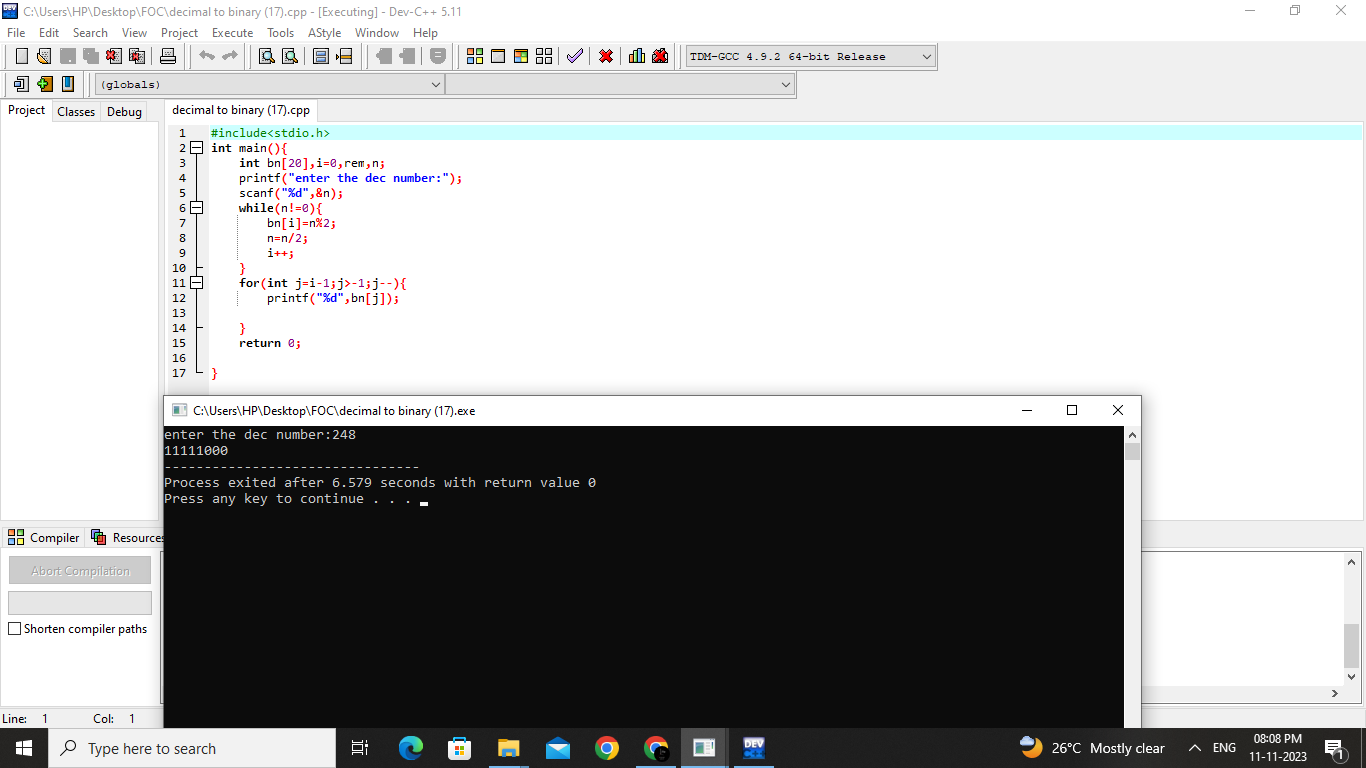 C:\Users\HP\Desktop\FOC\decimal to binary (17).cpp - [Executing] - Dev-C++ 5.11
File Edit Search View Project Execute Tools AStyle Window Help
TDM-GCC 4.9.2 64-bit Release
(globals)
Project Classes Debug
decimal to binary (17).cpp
1 #include<stdio.h>
2 int main(){
3 int bn[20],i=0,rem,n;
4 printf("enter the dec number:");
5 scanf("%d",&n);
6 while(n!=0){
7 bn[i]=n%2;
8 n=n/2;
9 i++;
10 }
11 for(int j=i-1;j>-1;j--){
12 printf("%d",bn[j]);
13
14 }
15 return 0;
16
17 }
C:\Users\HP\Desktop\FOC\decimal to binary (17).exe
enter the dec number:248
11111000
--------------------------------
Process exited after 6.579 seconds with return value 0
Press any key to continue . . .
Compiler Resources
Abort Compilation
Shorten compiler paths
Line: 1 Col: 1
Type here to search
DEV
26°C Mostly clear
ENG
08:08 PM
11-11-2023
1